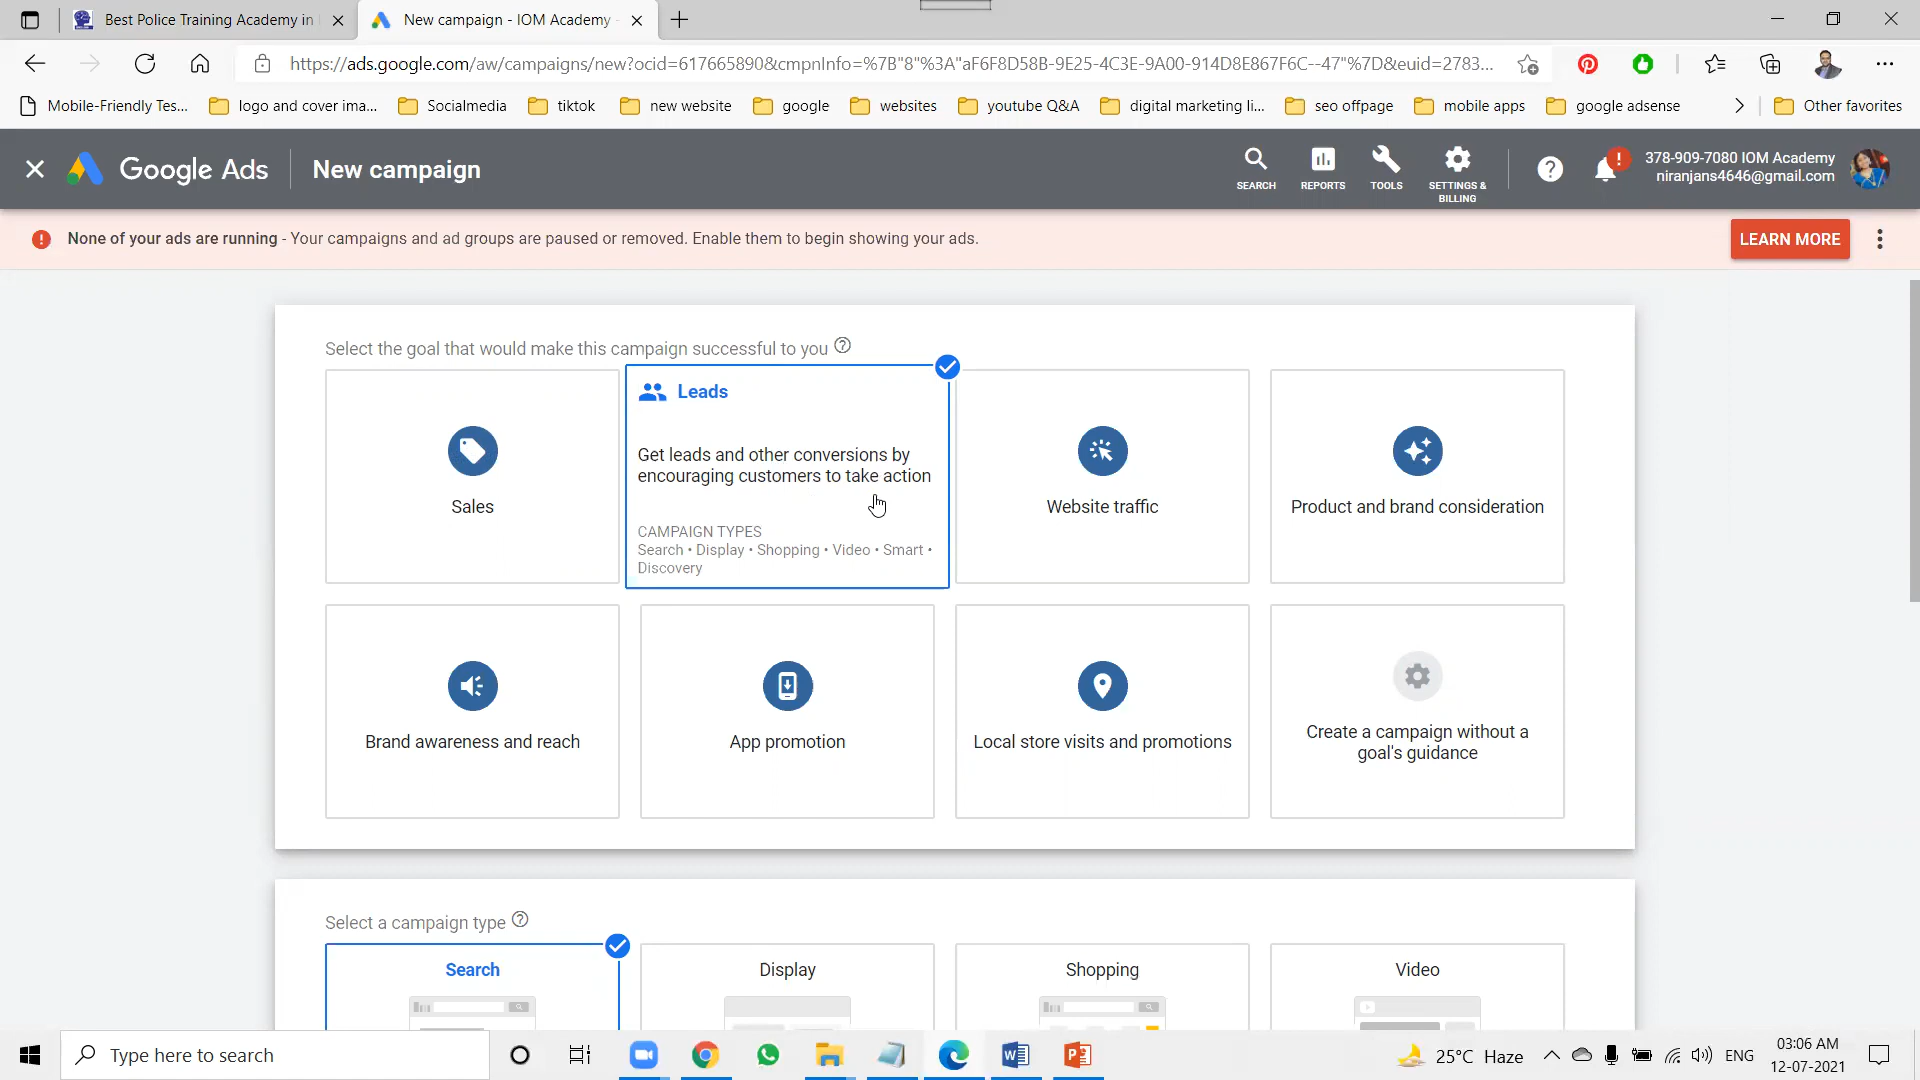 Best Police Training Academy in
New campaign - IOM Academy -
https://ads.google.com/aw/campaigns/new?ocid=617665890&cmpnInfo=%7B"8"%3A"aF6F8D58B-9E25-4C3E-9A00-914D8E867F6C--47"%7D&euid=2783...
Mobile-Friendly Tes...
logo and cover ima...
Socialmedia
tiktok
new website
google
websites
youtube Q&A
digital marketing li...
seo offpage
mobile apps
google adsense
Other favorites
Google Ads
New campaign
SEARCH
REPORTS
TOOLS
SETTINGS &
BILLING
378-909-7080 IOM Academy
niranjans4646@gmail.com
None of your ads are running - Your campaigns and ad groups are paused or removed. Enable them to begin showing your ads.
LEARN MORE
Select the goal that would make this campaign successful to you
Sales
Leads
Get leads and other conversions by
encouraging customers to take action
CAMPAIGN TYPES
Search • Display • Shopping • Video • Smart •
Discovery
Website traffic
Product and brand consideration
Brand awareness and reach
App promotion
Local store visits and promotions
Create a campaign without a
goal's guidance
Select a campaign type
Search
Display
Shopping
Video
Type here to search
25°C Haze
ENG
03:06 AM
12-07-2021